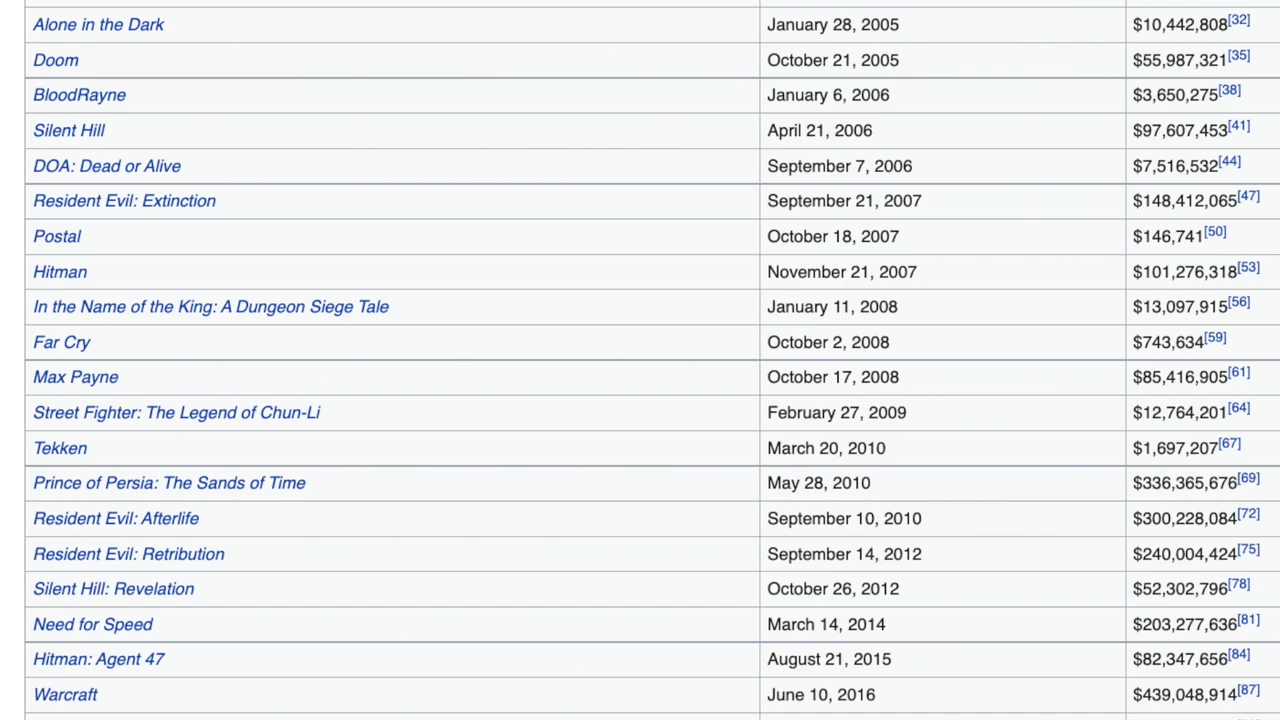 Alone in the Dark January 28, 2005 $10,442,808[32]
Doom October 21, 2005 $55,987,321[35]
BloodRayne January 6, 2006 $3,650,275[38]
Silent Hill April 21, 2006 $97,607,453[41]
DOA: Dead or Alive September 7, 2006 $7,516,532[44]
Resident Evil: Extinction September 21, 2007 $148,412,065[47]
Postal October 18, 2007 $146,741[50]
Hitman November 21, 2007 $101,276,318[53]
In the Name of the King: A Dungeon Siege Tale January 11, 2008 $13,097,915[56]
Far Cry October 2, 2008 $743,634[59]
Max Payne October 17, 2008 $85,416,905[61]
Street Fighter: The Legend of Chun-Li February 27, 2009 $12,764,201[64]
Tekken March 20, 2010 $1,697,207[67]
Prince of Persia: The Sands of Time May 28, 2010 $336,365,676[69]
Resident Evil: Afterlife September 10, 2010 $300,228,084[72]
Resident Evil: Retribution September 14, 2012 $240,004,424[75]
Silent Hill: Revelation October 26, 2012 $52,302,796[78]
Need for Speed March 14, 2014 $203,277,636[81]
Hitman: Agent 47 August 21, 2015 $82,347,656[84]
Warcraft June 10, 2016 $439,048,914[87]